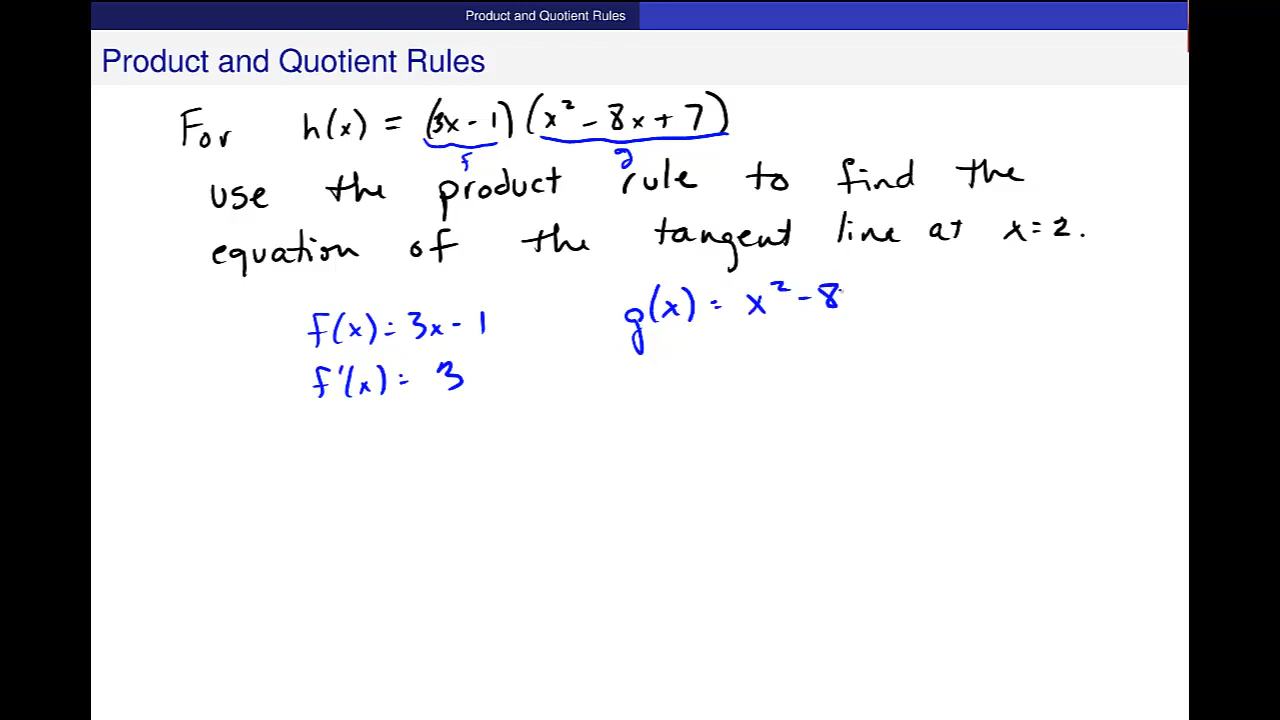 Product and Quotient Rules
Product and Quotient Rules
For h(x) = (3x - 1) (x² - 8x + 7)
f g
use the product rule to find the
equation of the tangent line at x = 2.
f(x) = 3x - 1 g(x) = x² - 8
f'(x) = 3